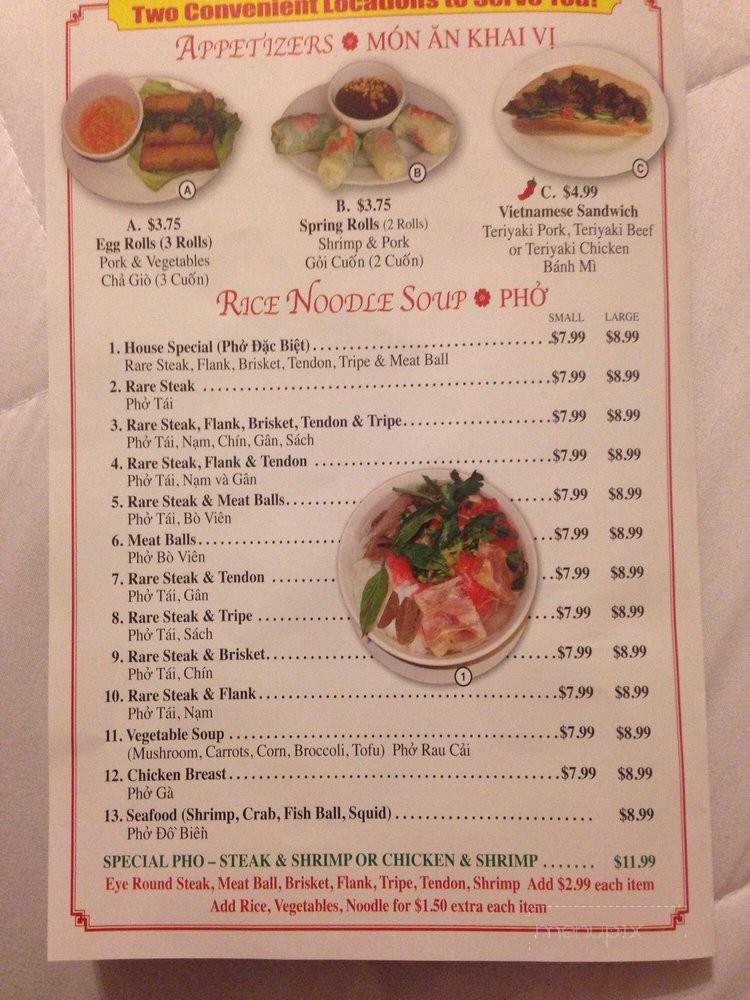 Two Convenient Locations to Serve You!
APPETIZERS MÓN ĂN KHAI VỊ
A
B
C
A. $3.75
Egg Rolls (3 Rolls)
Pork & Vegetables
Chả Giò (3 Cuốn)
B. $3.75
Spring Rolls (2 Rolls)
Shrimp & Pork
Gỏi Cuốn (2 Cuốn)
C. $4.99
Vietnamese Sandwich
Teriyaki Pork, Teriyaki Beef
or Teriyaki Chicken
Bánh Mì
RICE NOODLE SOUP PHỞ
SMALL LARGE
1. House Special (Phở Đặc Biệt) $7.99 $8.99
Rare Steak, Flank, Brisket, Tendon, Tripe & Meat Ball
2. Rare Steak $7.99 $8.99
Phở Tái
3. Rare Steak, Flank, Brisket, Tendon & Tripe $7.99 $8.99
Phở Tái, Nạm, Chín, Gân, Sách
4. Rare Steak, Flank & Tendon $7.99 $8.99
Phở Tái, Nạm và Gân
5. Rare Steak & Meat Balls $7.99 $8.99
Phở Tái, Bò Viên
6. Meat Balls $7.99 $8.99
Phở Bò Viên
7. Rare Steak & Tendon $7.99 $8.99
Phở Tái, Gân
8. Rare Steak & Tripe $7.99 $8.99
Phở Tái, Sách
9. Rare Steak & Brisket $7.99 $8.99
Phở Tái, Chín
1
10. Rare Steak & Flank $7.99 $8.99
Phở Tái, Nạm
11. Vegetable Soup $7.99 $8.99
(Mushroom, Carrots, Corn, Broccoli, Tofu) Phở Rau Cải
12. Chicken Breast $7.99 $8.99
Phở Gà
13. Seafood (Shrimp, Crab, Fish Ball, Squid) $8.99
Phở Đồ Biên
SPECIAL PHO – STEAK & SHRIMP OR CHICKEN & SHRIMP $11.99
Eye Round Steak, Meat Ball, Brisket, Flank, Tripe, Tendon, Shrimp Add $2.99 each item
Add Rice, Vegetables, Noodle for $1.50 extra each item
menupix